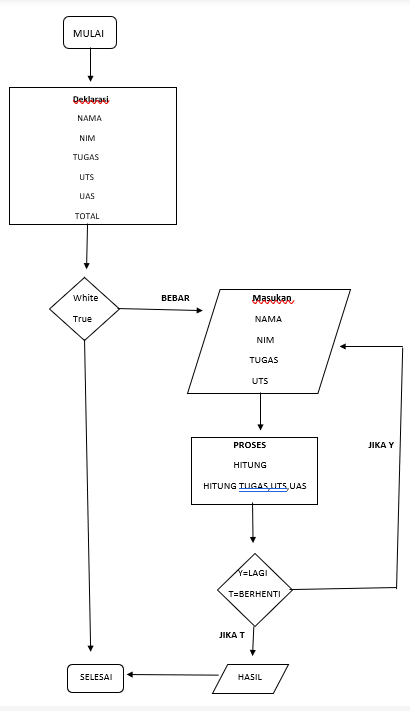 MULAI
Deklarasi
NAMA
NIM
TUGAS
UTS
UAS
TOTAL
White
True
BEBAR
Masukan
NAMA
NIM
TUGAS
UTS
PROSES
HITUNG
HITUNG TUGAS,UTS,UAS
JIKA Y
Y=LAGI
T=BERHENTI
JIKA T
SELESAI
HASIL